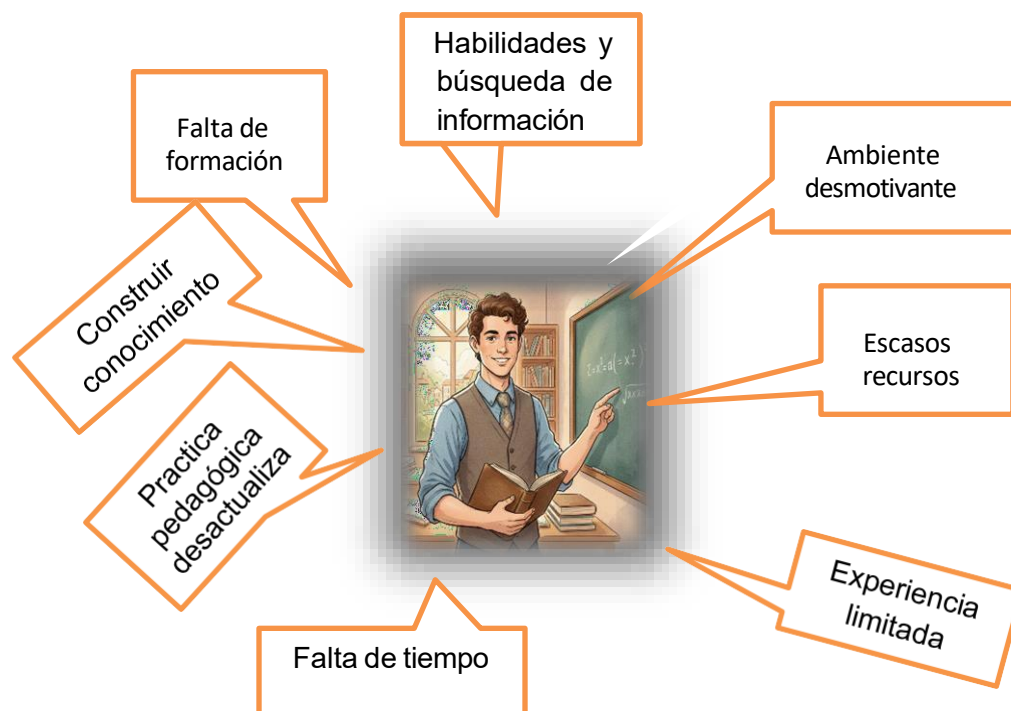 Habilidades y
búsqueda de
información
Falta de
formación
Ambiente
desmotivante
Construir
conocimiento
Escasos
recursos
Practica
pedagógica
desactualiza
Experiencia
limitada
Falta de tiempo